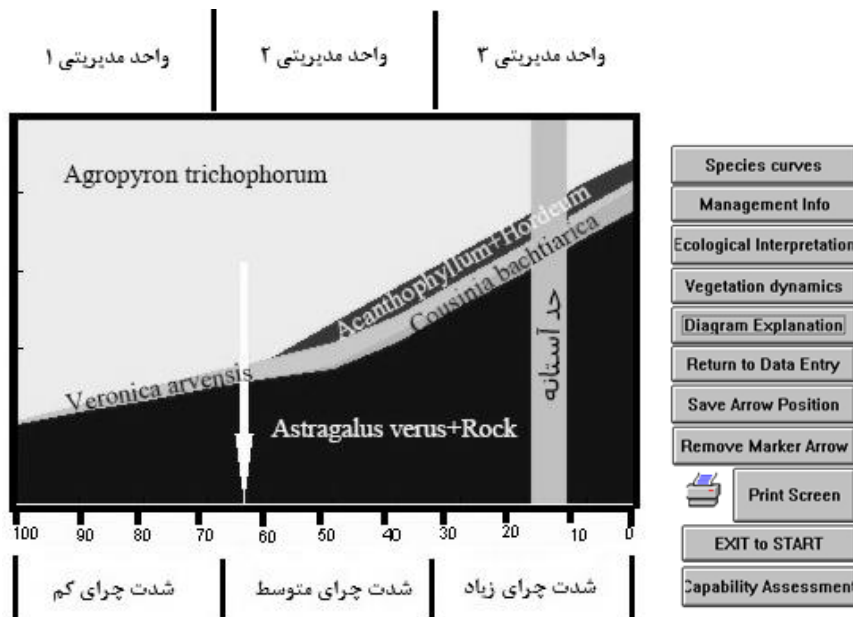 واحد مدیریتی ۱
واحد مدیریتی ۲
واحد مدیریتی ۳
Agropyron trichophorum
Acanthophyllum+Hordeum
Cousinia bachtiarica
Veronica arvensis
Astragalus verus+Rock
حد آستانه
100 90 80 70 60 50 40 30 20 10 0
شدت چرای کم
شدت چرای متوسط
شدت چرای زیاد
Species curves
Management Info
Ecological Interpretation
Vegetation dynamics
Diagram Explanation
Return to Data Entry
Save Arrow Position
Remove Marker Arrow
Print Screen
EXIT to START
Capability Assessment